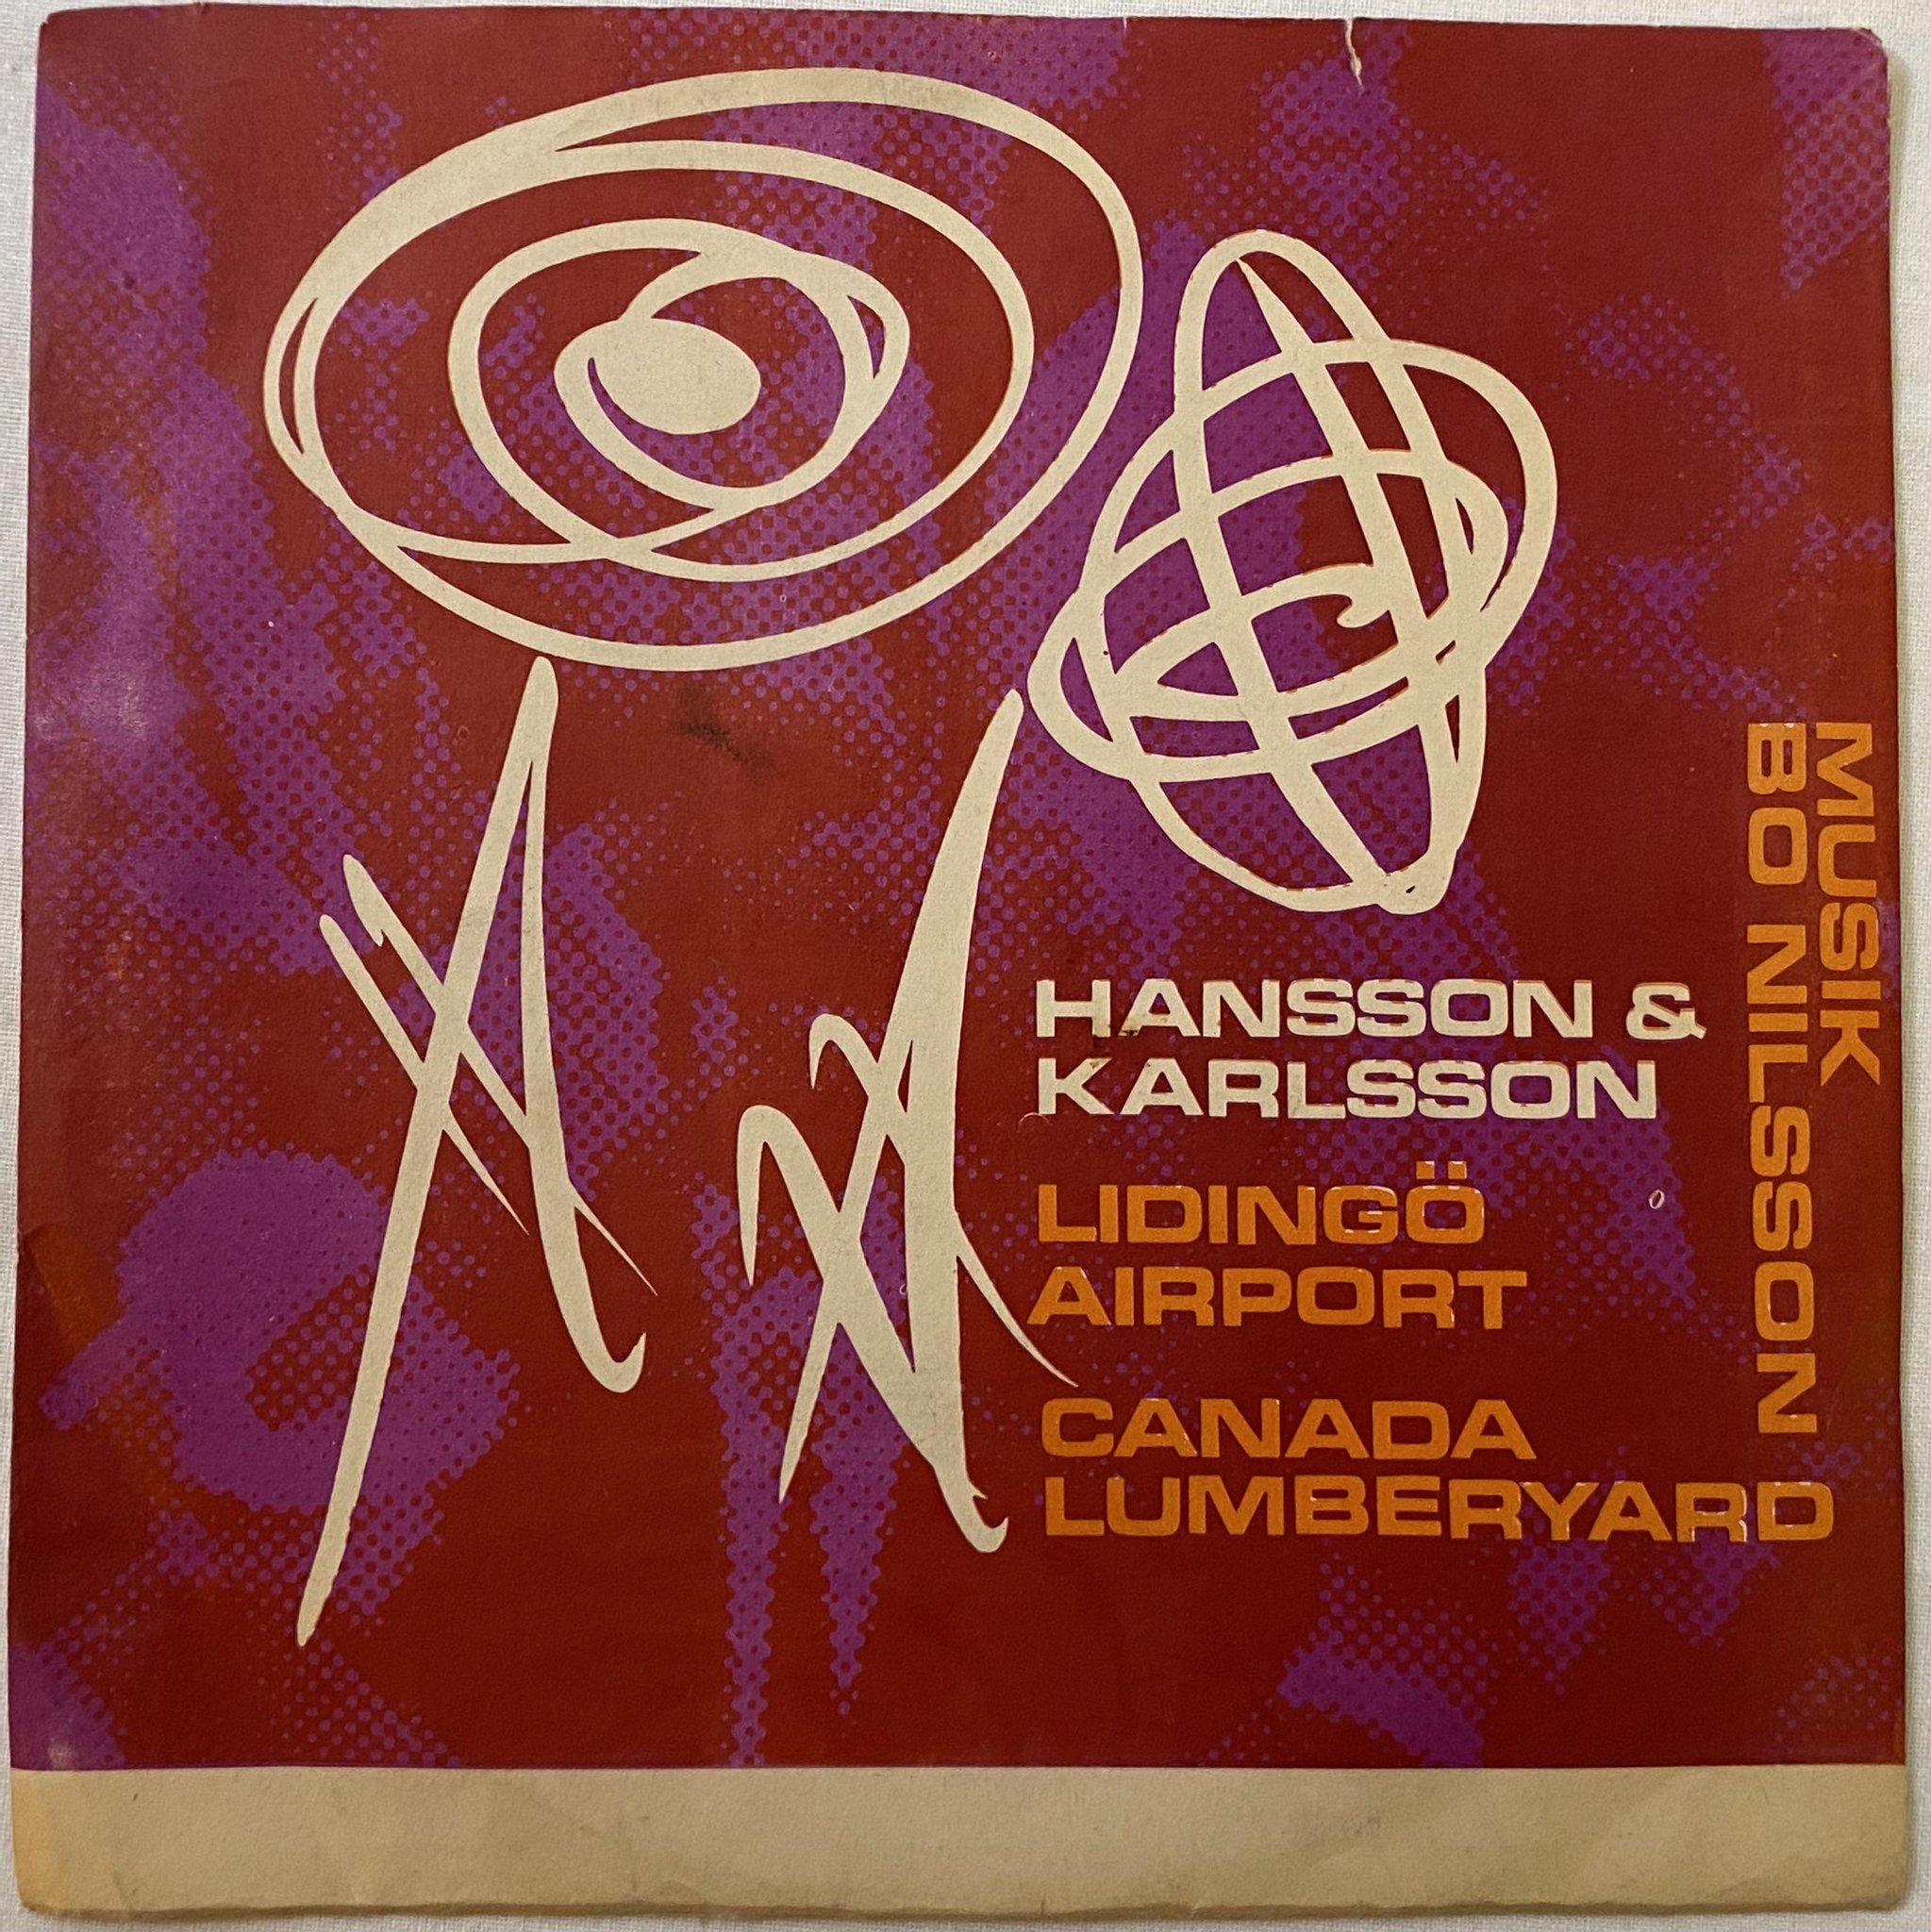 HANSSON &
KARLSSON
LIDINGÖ
AIRPORT
CANADA
LUMBERYARD
MUSIK
BO NILSSON